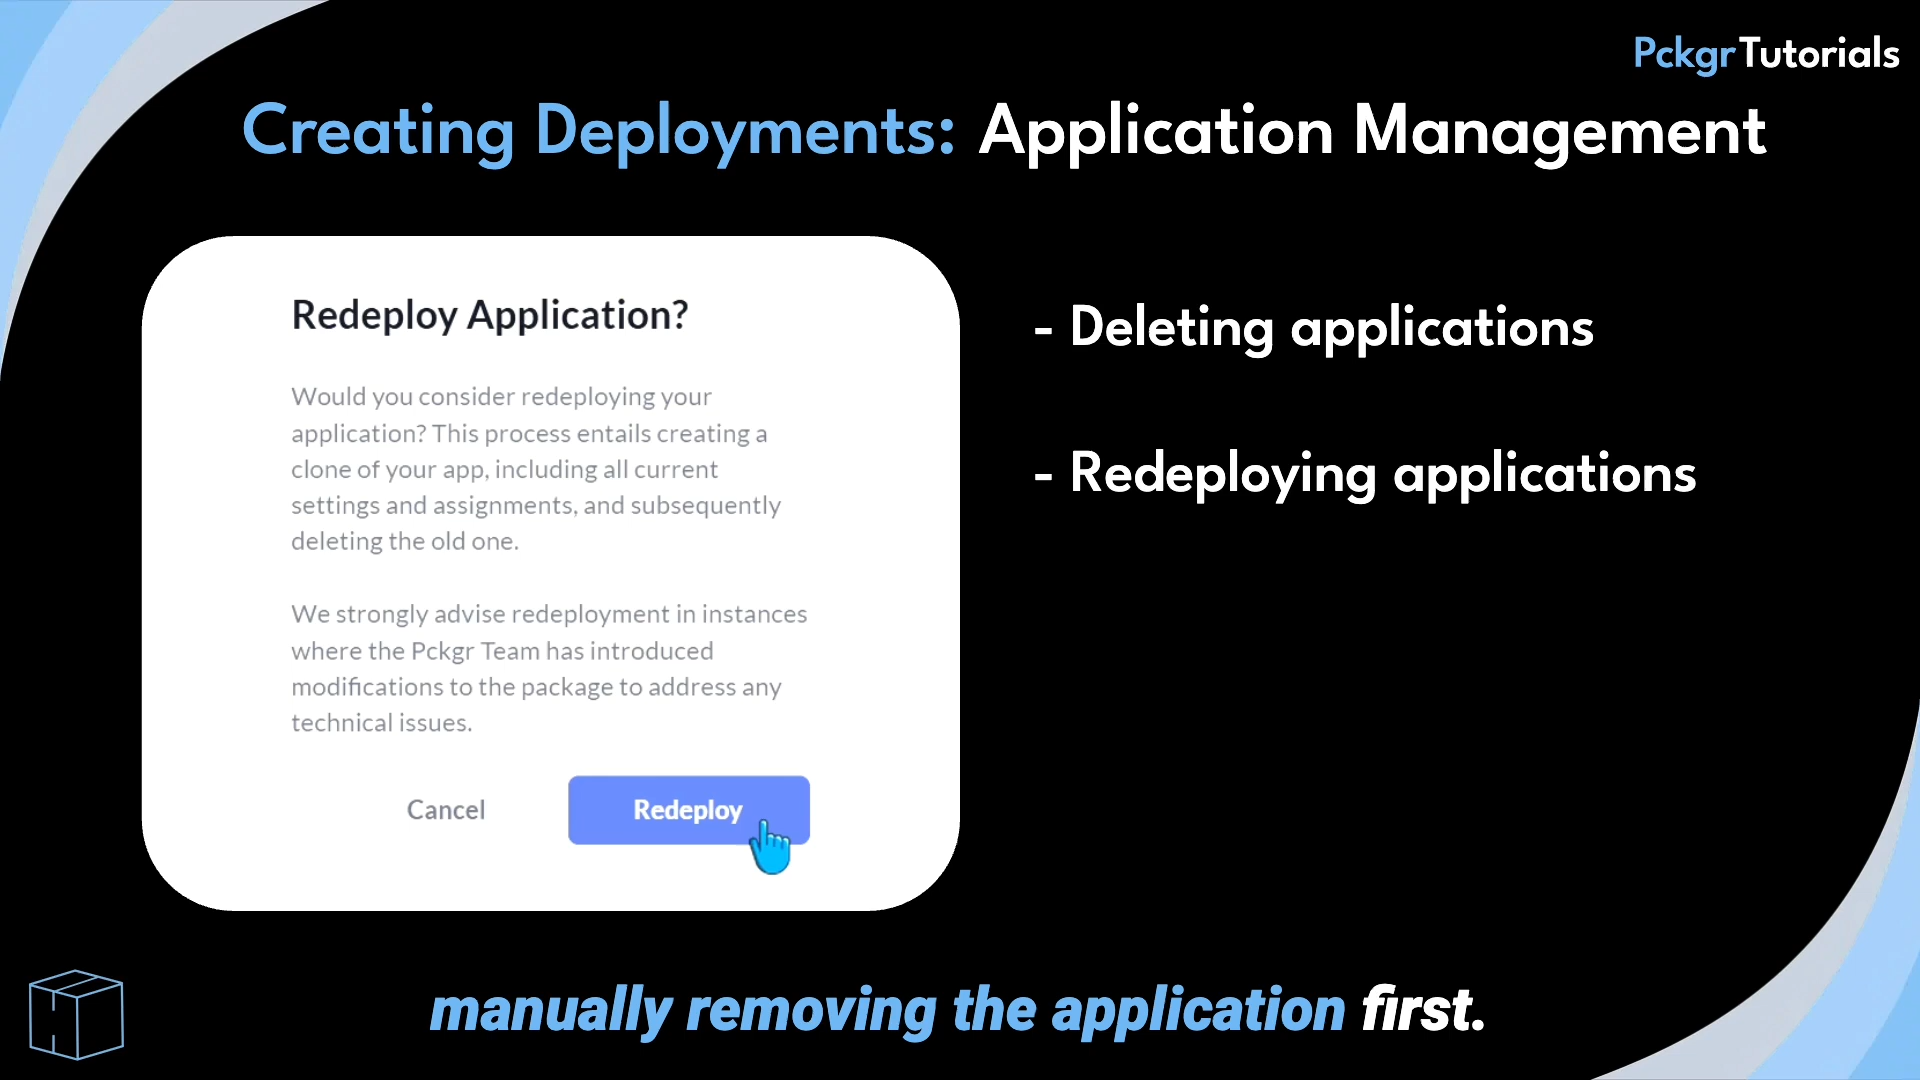 PckgrTutorials
Creating Deployments: Application Management
Redeploy Application?
Would you consider redeploying your
application? This process entails creating a
clone of your app, including all current
settings and assignments, and subsequently
deleting the old one.
We strongly advise redeployment in instances
where the Pckgr Team has introduced
modifications to the package to address any
technical issues.
Cancel
Redeploy
- Deleting applications
- Redeploying applications
manually removing the application first.